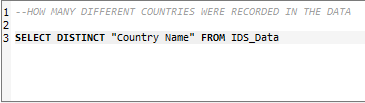 1 --HOW MANY DIFFERENT COUNTRIES WERE RECORDED IN THE DATA
2
3 SELECT DISTINCT "Country Name" FROM IDS_Data